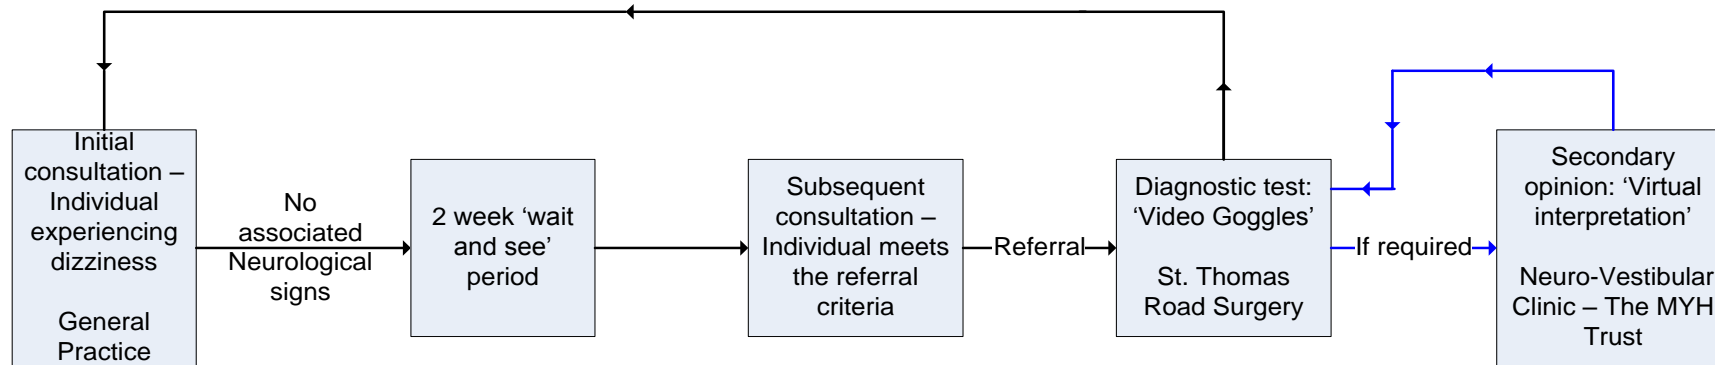 Initial
consultation –
Individual
experiencing
dizziness
General
Practice
No
associated
Neurological
signs
2 week ‘wait
and see’
period
Subsequent
consultation –
Individual meets
the referral
criteria
Referral
Diagnostic test:
‘Video Goggles’
St. Thomas
Road Surgery
If required
Secondary
opinion: ‘Virtual
interpretation’
Neuro-Vestibular
Clinic – The MYH
Trust